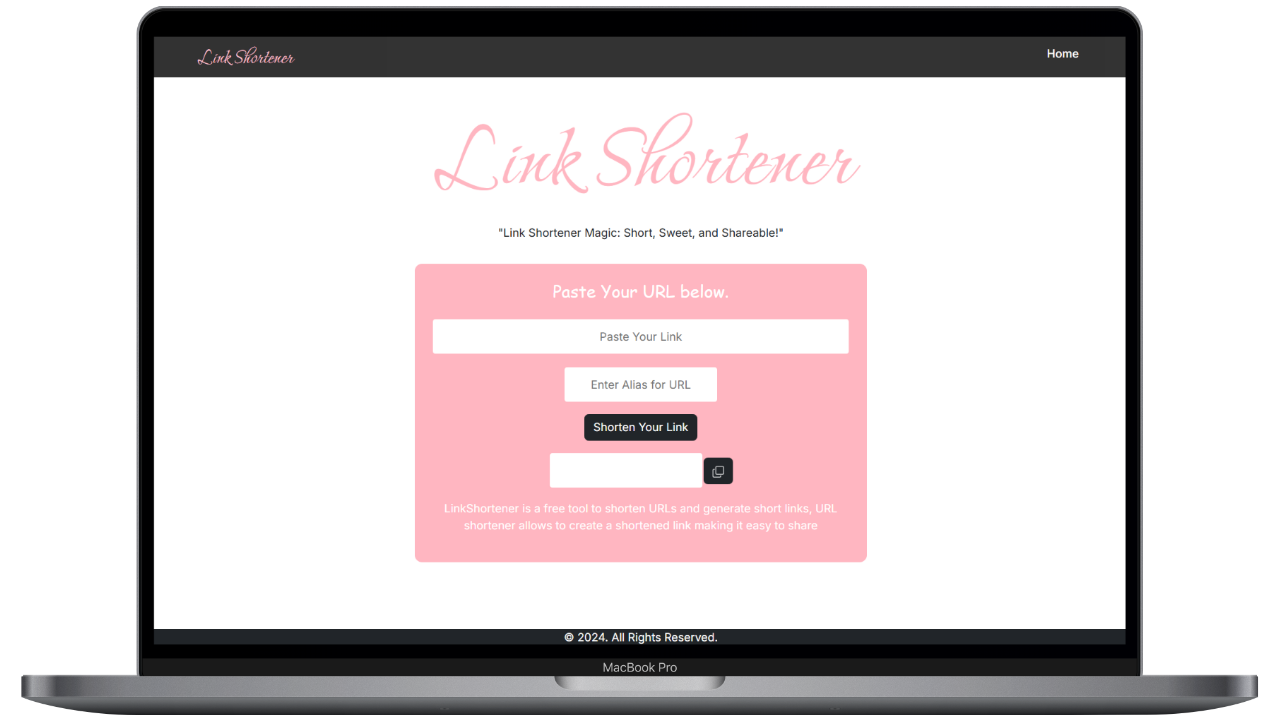 Link Shortener
Home
Link Shortener
"Link Shortener Magic: Short, Sweet, and Shareable!"
Paste Your URL below.
Paste Your Link
Enter Alias for URL
Shorten Your Link
LinkShortener is a free tool to shorten URLs and generate short links, URL
shortener allows to create a shortened link making it easy to share
© 2024. All Rights Reserved.
MacBook Pro